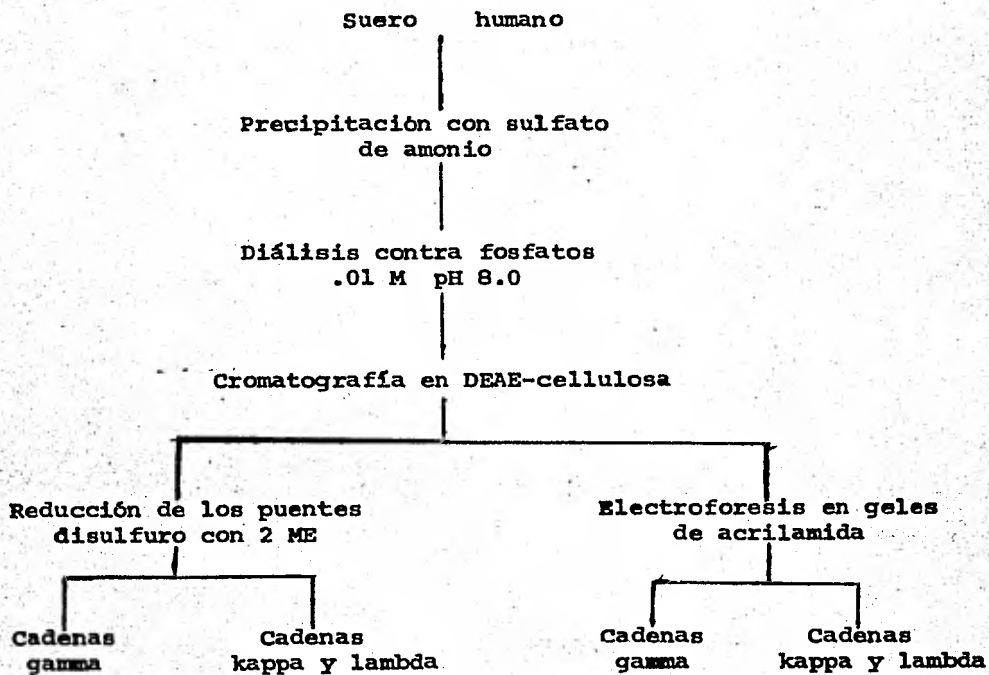 Suero humano
Precipitación con sulfato
de amonio
Diálisis contra fosfatos
.01 M pH 8.0
Cromatografía en DEAE-cellulosa
Reducción de los puentes
disulfuro con 2 ME
Electroforesis en geles
de acrilamida
Cadenas
gamma
Cadenas
kappa y lambda
Cadenas
gamma
Cadenas
kappa y lambda